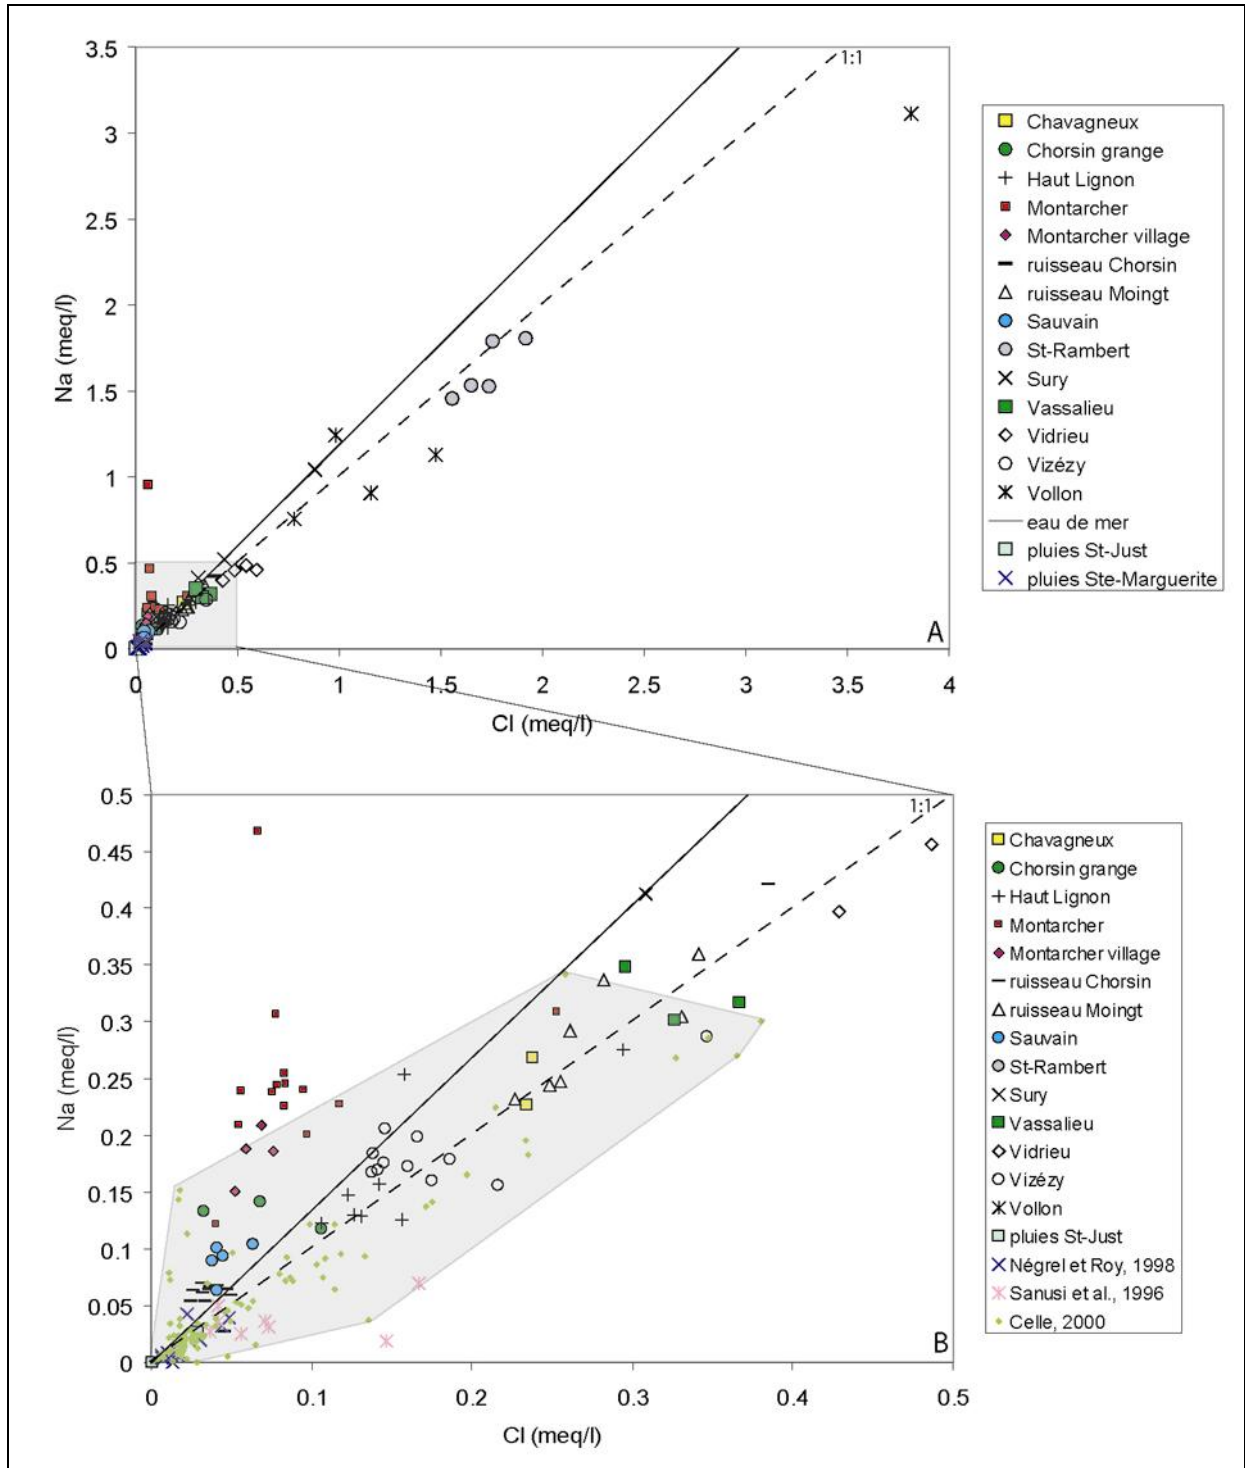 3.5
3
2.5
2
1.5
1
0.5
0
Na (meq/l)
1:1
A
0 0.5 1 1.5 2 2.5 3 3.5 4
Cl (meq/l)
Chavagneux
Chorsin grange
Haut Lignon
Montarcher
Montarcher village
ruisseau Chorsin
ruisseau Moingt
Sauvain
St-Rambert
Sury
Vassalieu
Vidrieu
Vizézy
Vollon
eau de mer
pluies St-Just
pluies Ste-Marguerite
0.5
0.45
0.4
0.35
0.3
0.25
0.2
0.15
0.1
0.05
0
Na (meq/l)
1:1
B
0 0.1 0.2 0.3 0.4 0.5
Cl (meq/l)
Chavagneux
Chorsin grange
Haut Lignon
Montarcher
Montarcher village
ruisseau Chorsin
ruisseau Moingt
Sauvain
St-Rambert
Sury
Vassalieu
Vidrieu
Vizézy
Vollon
pluies St-Just
Négrel et Roy, 1998
Sanusi et al., 1996
Celle, 2000